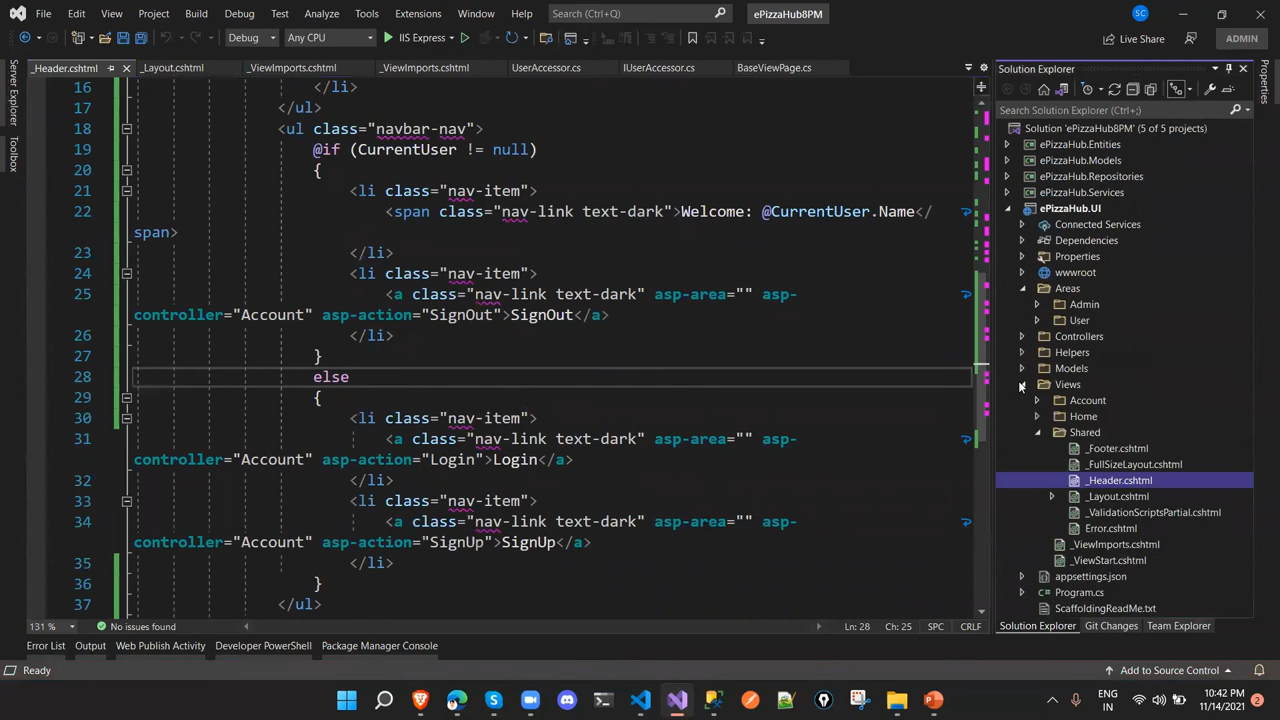 File Edit View Project Build Debug Test Analyze Tools Extensions Window Help Search (Ctrl+Q) ePizzaHub8PM SC
Debug Any CPU IIS Express Live Share ADMIN
Server Explorer
Toolbox
_Header.cshtml _Layout.cshtml _ViewImports.cshtml _ViewImports.cshtml UserAccessor.cs IUserAccessor.cs BaseViewPage.cs
16 </li>
17 </ul>
18 <ul class="navbar-nav">
19 @if (CurrentUser != null)
20 {
21 <li class="nav-item">
22 <span class="nav-link text-dark">Welcome: @CurrentUser.Name</
span>
23 </li>
24 <li class="nav-item">
25 <a class="nav-link text-dark" asp-area="" asp-
controller="Account" asp-action="SignOut">SignOut</a>
26 </li>
27 }
28 else
29 {
30 <li class="nav-item">
31 <a class="nav-link text-dark" asp-area="" asp-
controller="Account" asp-action="Login">Login</a>
32 </li>
33 <li class="nav-item">
34 <a class="nav-link text-dark" asp-area="" asp-
controller="Account" asp-action="SignUp">SignUp</a>
35 </li>
36 }
37 </ul>
131 % No issues found Ln: 28 Ch: 25 SPC CRLF
Solution Explorer
Search Solution Explorer (Ctrl+;)
Solution 'ePizzaHub8PM' (5 of 5 projects)
ePizzaHub.Entities
ePizzaHub.Models
ePizzaHub.Repositories
ePizzaHub.Services
ePizzaHub.UI
Connected Services
Dependencies
Properties
wwwroot
Areas
Admin
User
Controllers
Helpers
Models
Views
Account
Home
Shared
_Footer.cshtml
_FullSizeLayout.cshtml
_Header.cshtml
_Layout.cshtml
_ValidationScriptsPartial.cshtml
Error.cshtml
_ViewImports.cshtml
_ViewStart.cshtml
appsettings.json
Program.cs
ScaffoldingReadMe.txt
Solution Explorer Git Changes Team Explorer
Properties
Error List Output Web Publish Activity Developer PowerShell Package Manager Console
Ready Add to Source Control
ENG
IN
10:42 PM
11/14/2021
2